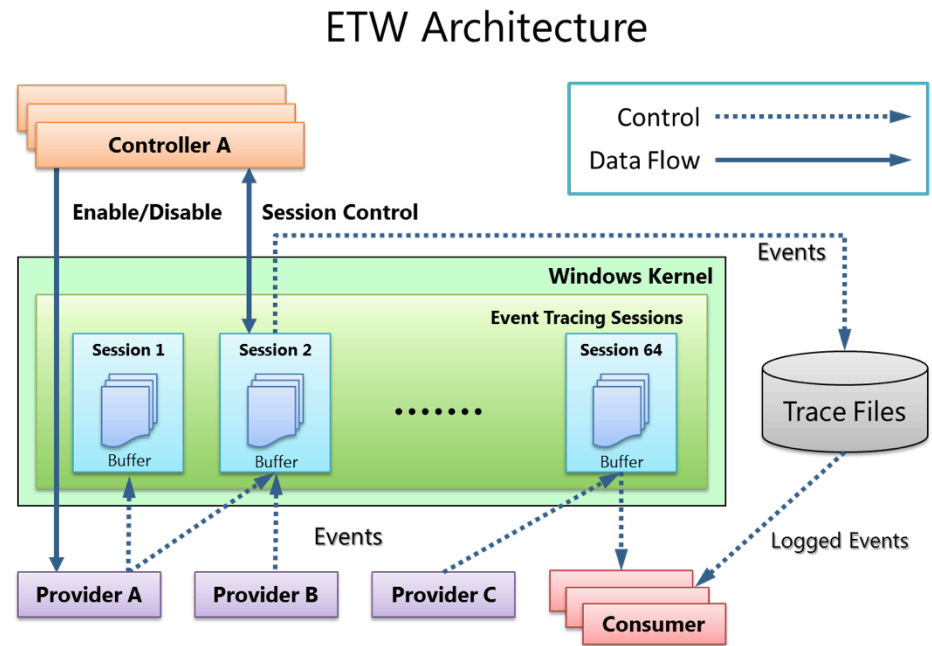 ETW Architecture
Controller A
Control
Data Flow
Enable/Disable
Session Control
Events
Windows Kernel
Event Tracing Sessions
Session 1
Session 2
Session 64
Buffer
Buffer
Buffer
Trace Files
Events
Logged Events
Provider A
Provider B
Provider C
Consumer